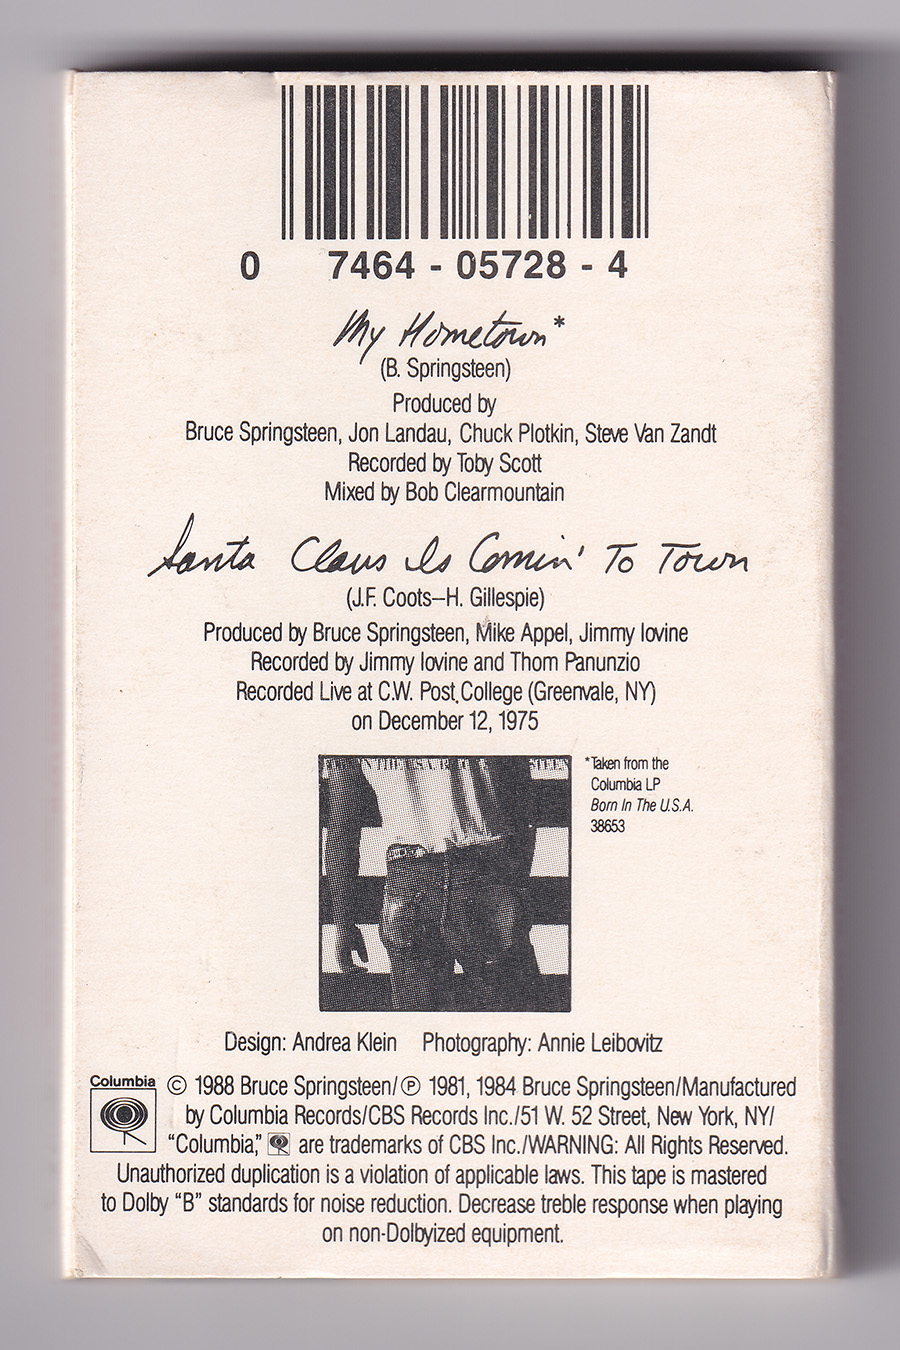 0 7464 - 05728 - 4
My Hometown*
(B. Springsteen)
Produced by
Bruce Springsteen, Jon Landau, Chuck Plotkin, Steve Van Zandt
Recorded by Toby Scott
Mixed by Bob Clearmountain
Santa Claus Is Comin' To Town
(J.F. Coots–H. Gillespie)
Produced by Bruce Springsteen, Mike Appel, Jimmy Iovine
Recorded by Jimmy Iovine and Thom Panunzio
Recorded Live at C.W. Post College (Greenvale, NY)
on December 12, 1975
*Taken from the
Columbia LP
Born In The U.S.A.
38653
Design: Andrea Klein Photography: Annie Leibovitz
Columbia
© 1988 Bruce Springsteen/℗ 1981, 1984 Bruce Springsteen/Manufactured
by Columbia Records/CBS Records Inc./51 W. 52 Street, New York, NY/
“Columbia,” are trademarks of CBS Inc./WARNING: All Rights Reserved.
Unauthorized duplication is a violation of applicable laws. This tape is mastered
to Dolby “B” standards for noise reduction. Decrease treble response when playing
on non-Dolbyized equipment.